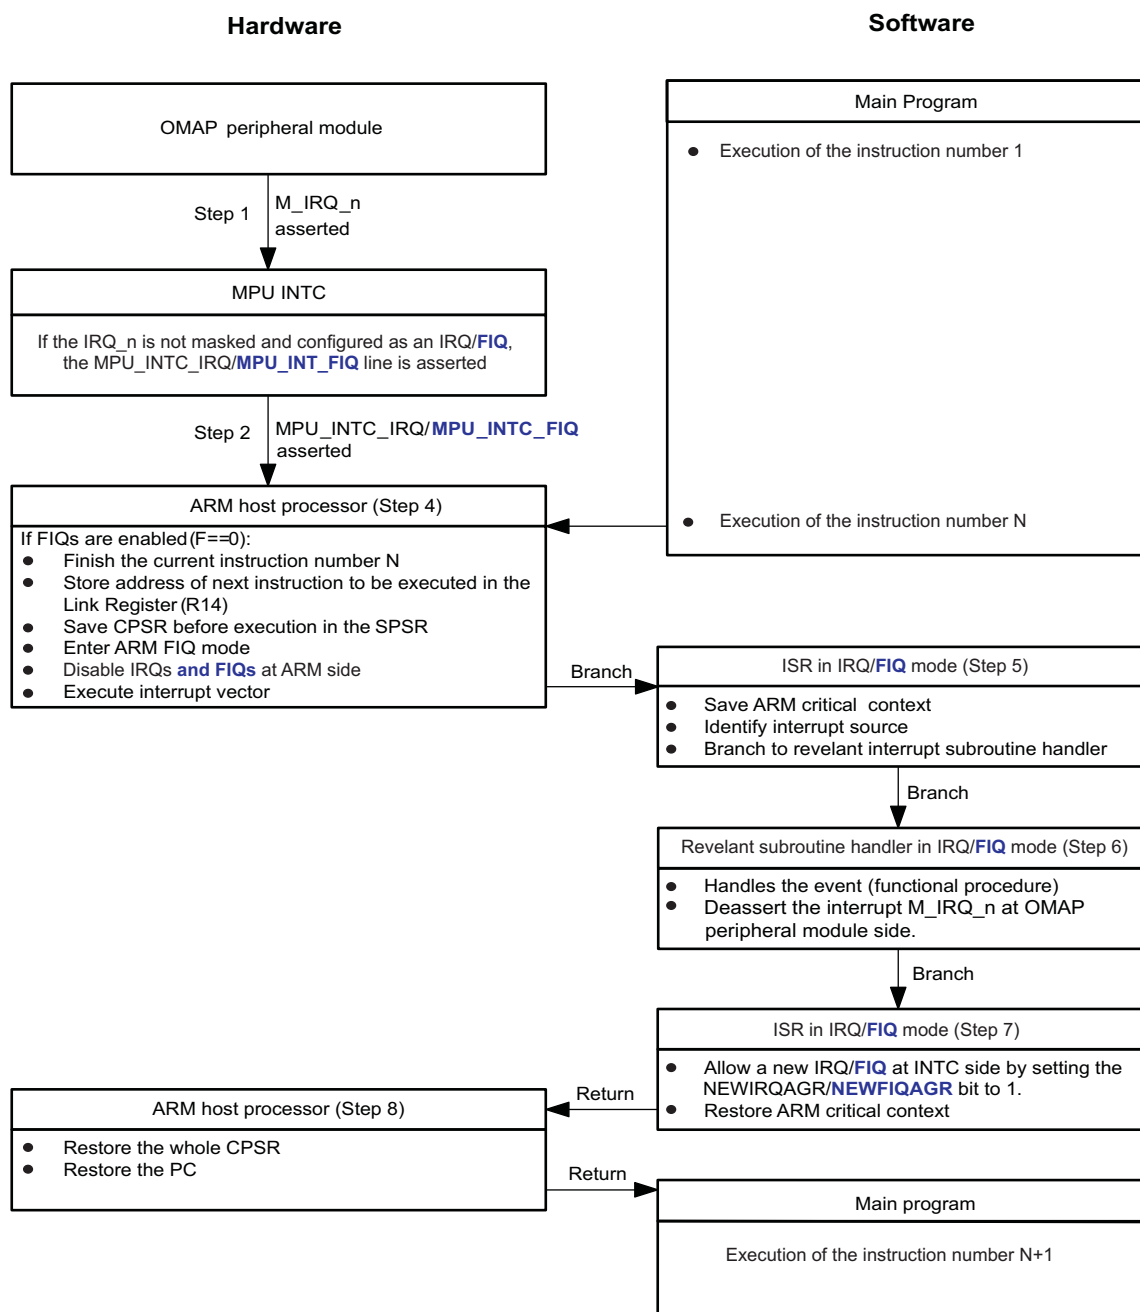 Hardware
Software
OMAP peripheral module
Main Program
● Execution of the instruction number 1
Step 1
M_IRQ_n
asserted
MPU INTC
If the IRQ_n is not masked and configured as an IRQ/FIQ,
the MPU_INTC_IRQ/MPU_INT_FIQ line is asserted
Step 2
MPU_INTC_IRQ/MPU_INTC_FIQ
asserted
ARM host processor (Step 4)
If FIQs are enabled (F==0):
● Finish the current instruction number N
● Store address of next instruction to be executed in the
Link Register (R14)
● Save CPSR before execution in the SPSR
● Enter ARM FIQ mode
● Disable IRQs and FIQs at ARM side
● Execute interrupt vector
● Execution of the instruction number N
Branch
ISR in IRQ/FIQ mode (Step 5)
● Save ARM critical context
● Identify interrupt source
● Branch to revelant interrupt subroutine handler
Branch
Revelant subroutine handler in IRQ/FIQ mode (Step 6)
● Handles the event (functional procedure)
● Deassert the interrupt M_IRQ_n at OMAP
peripheral module side.
Branch
ISR in IRQ/FIQ mode (Step 7)
● Allow a new IRQ/FIQ at INTC side by setting the
NEWIRQAGR/NEWFIQAGR bit to 1.
● Restore ARM critical context
Return
ARM host processor (Step 8)
● Restore the whole CPSR
● Restore the PC
Return
Main program
Execution of the instruction number N+1